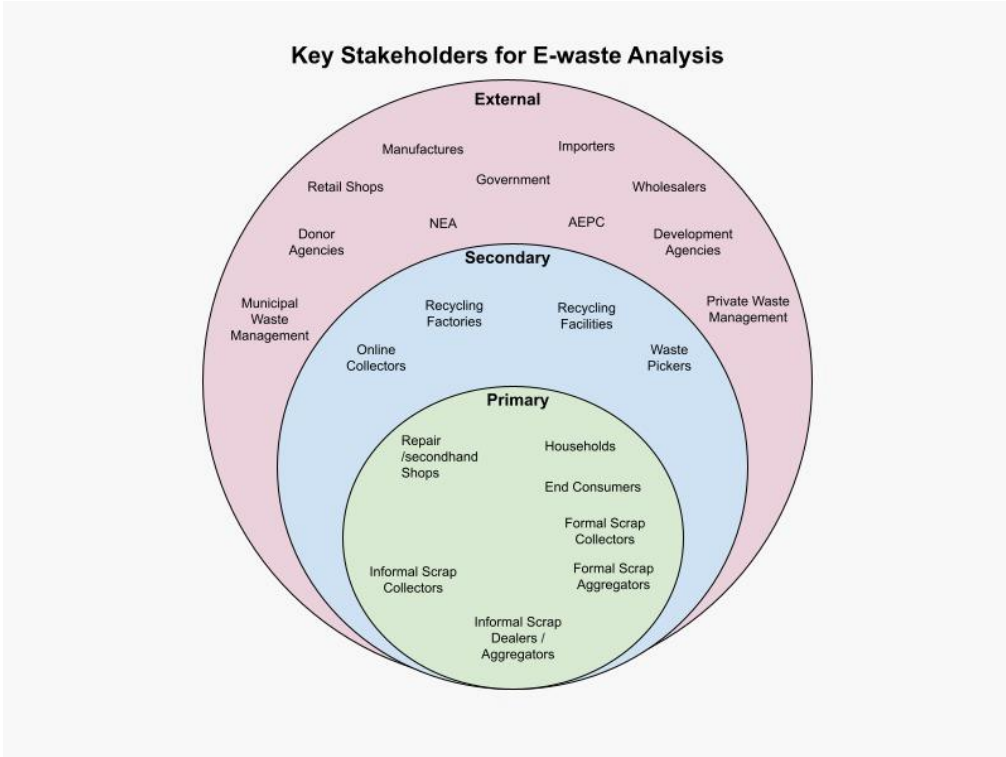 Key Stakeholders for E-waste Analysis
External
Manufactures
Importers
Retail Shops
Government
Wholesalers
Donor
Agencies
NEA
AEPC
Development
Agencies
Secondary
Municipal
Waste
Management
Recycling
Factories
Recycling
Facilities
Private Waste
Management
Online
Collectors
Waste
Pickers
Primary
Repair
/secondhand
Shops
Households
End Consumers
Formal Scrap
Collectors
Informal Scrap
Collectors
Formal Scrap
Aggregators
Informal Scrap
Dealers /
Aggregators